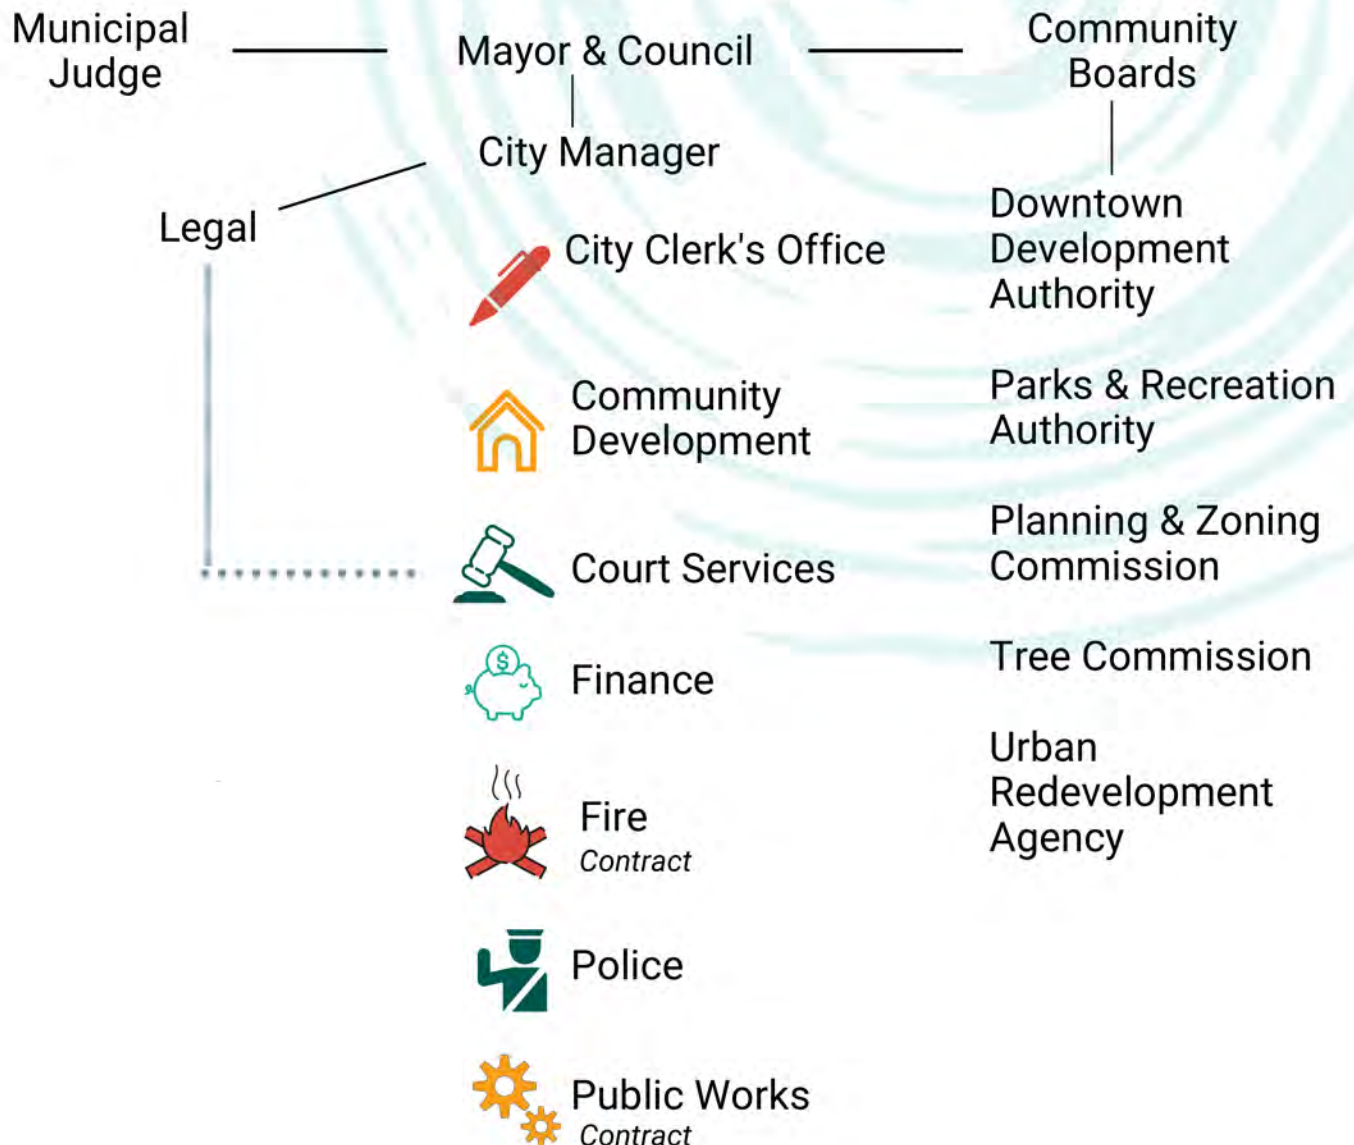 Municipal
Judge
Mayor & Council
Community
Boards
City Manager
Legal
City Clerk's Office
Community
Development
Court Services
$
Finance
Fire
Contract
Police
Public Works
Contract
Downtown
Development
Authority
Parks & Recreation
Authority
Planning & Zoning
Commission
Tree Commission
Urban
Redevelopment
Agency